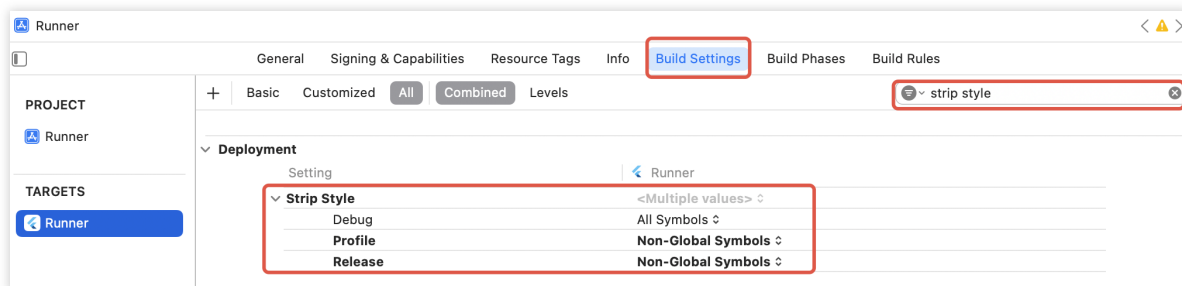 Runner
General Signing & Capabilities Resource Tags Info Build Settings Build Phases Build Rules
+ Basic Customized All Combined Levels strip style
PROJECT
Runner
Deployment
Setting Runner
TARGETS
Strip Style <Multiple values>
Runner
Debug All Symbols
Profile Non-Global Symbols
Release Non-Global Symbols